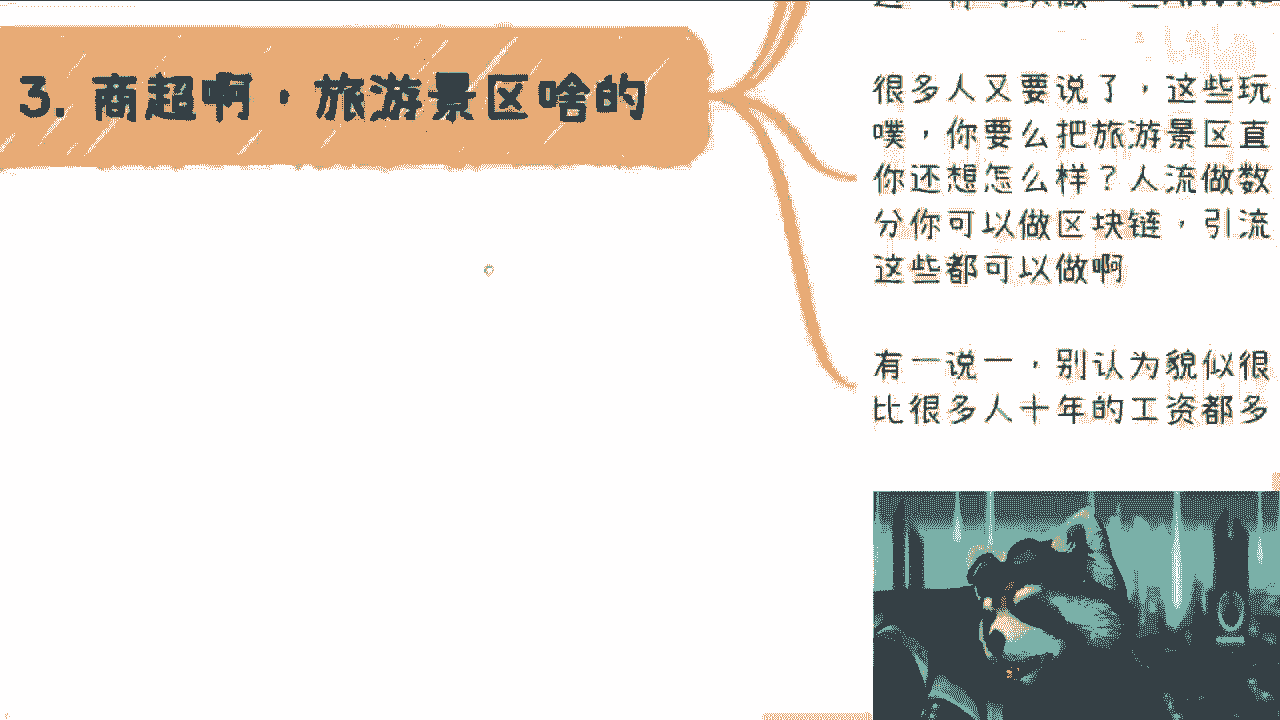 3. 商超啊，旅游景区啥的
很多人又要说了，这些玩
噗，你要么把旅游景区直
你还想怎么样？人流做数
分你可以做区块链，引流
这些都可以做啊
有一说一，别认为貌似很
比很多人十年的工资都多